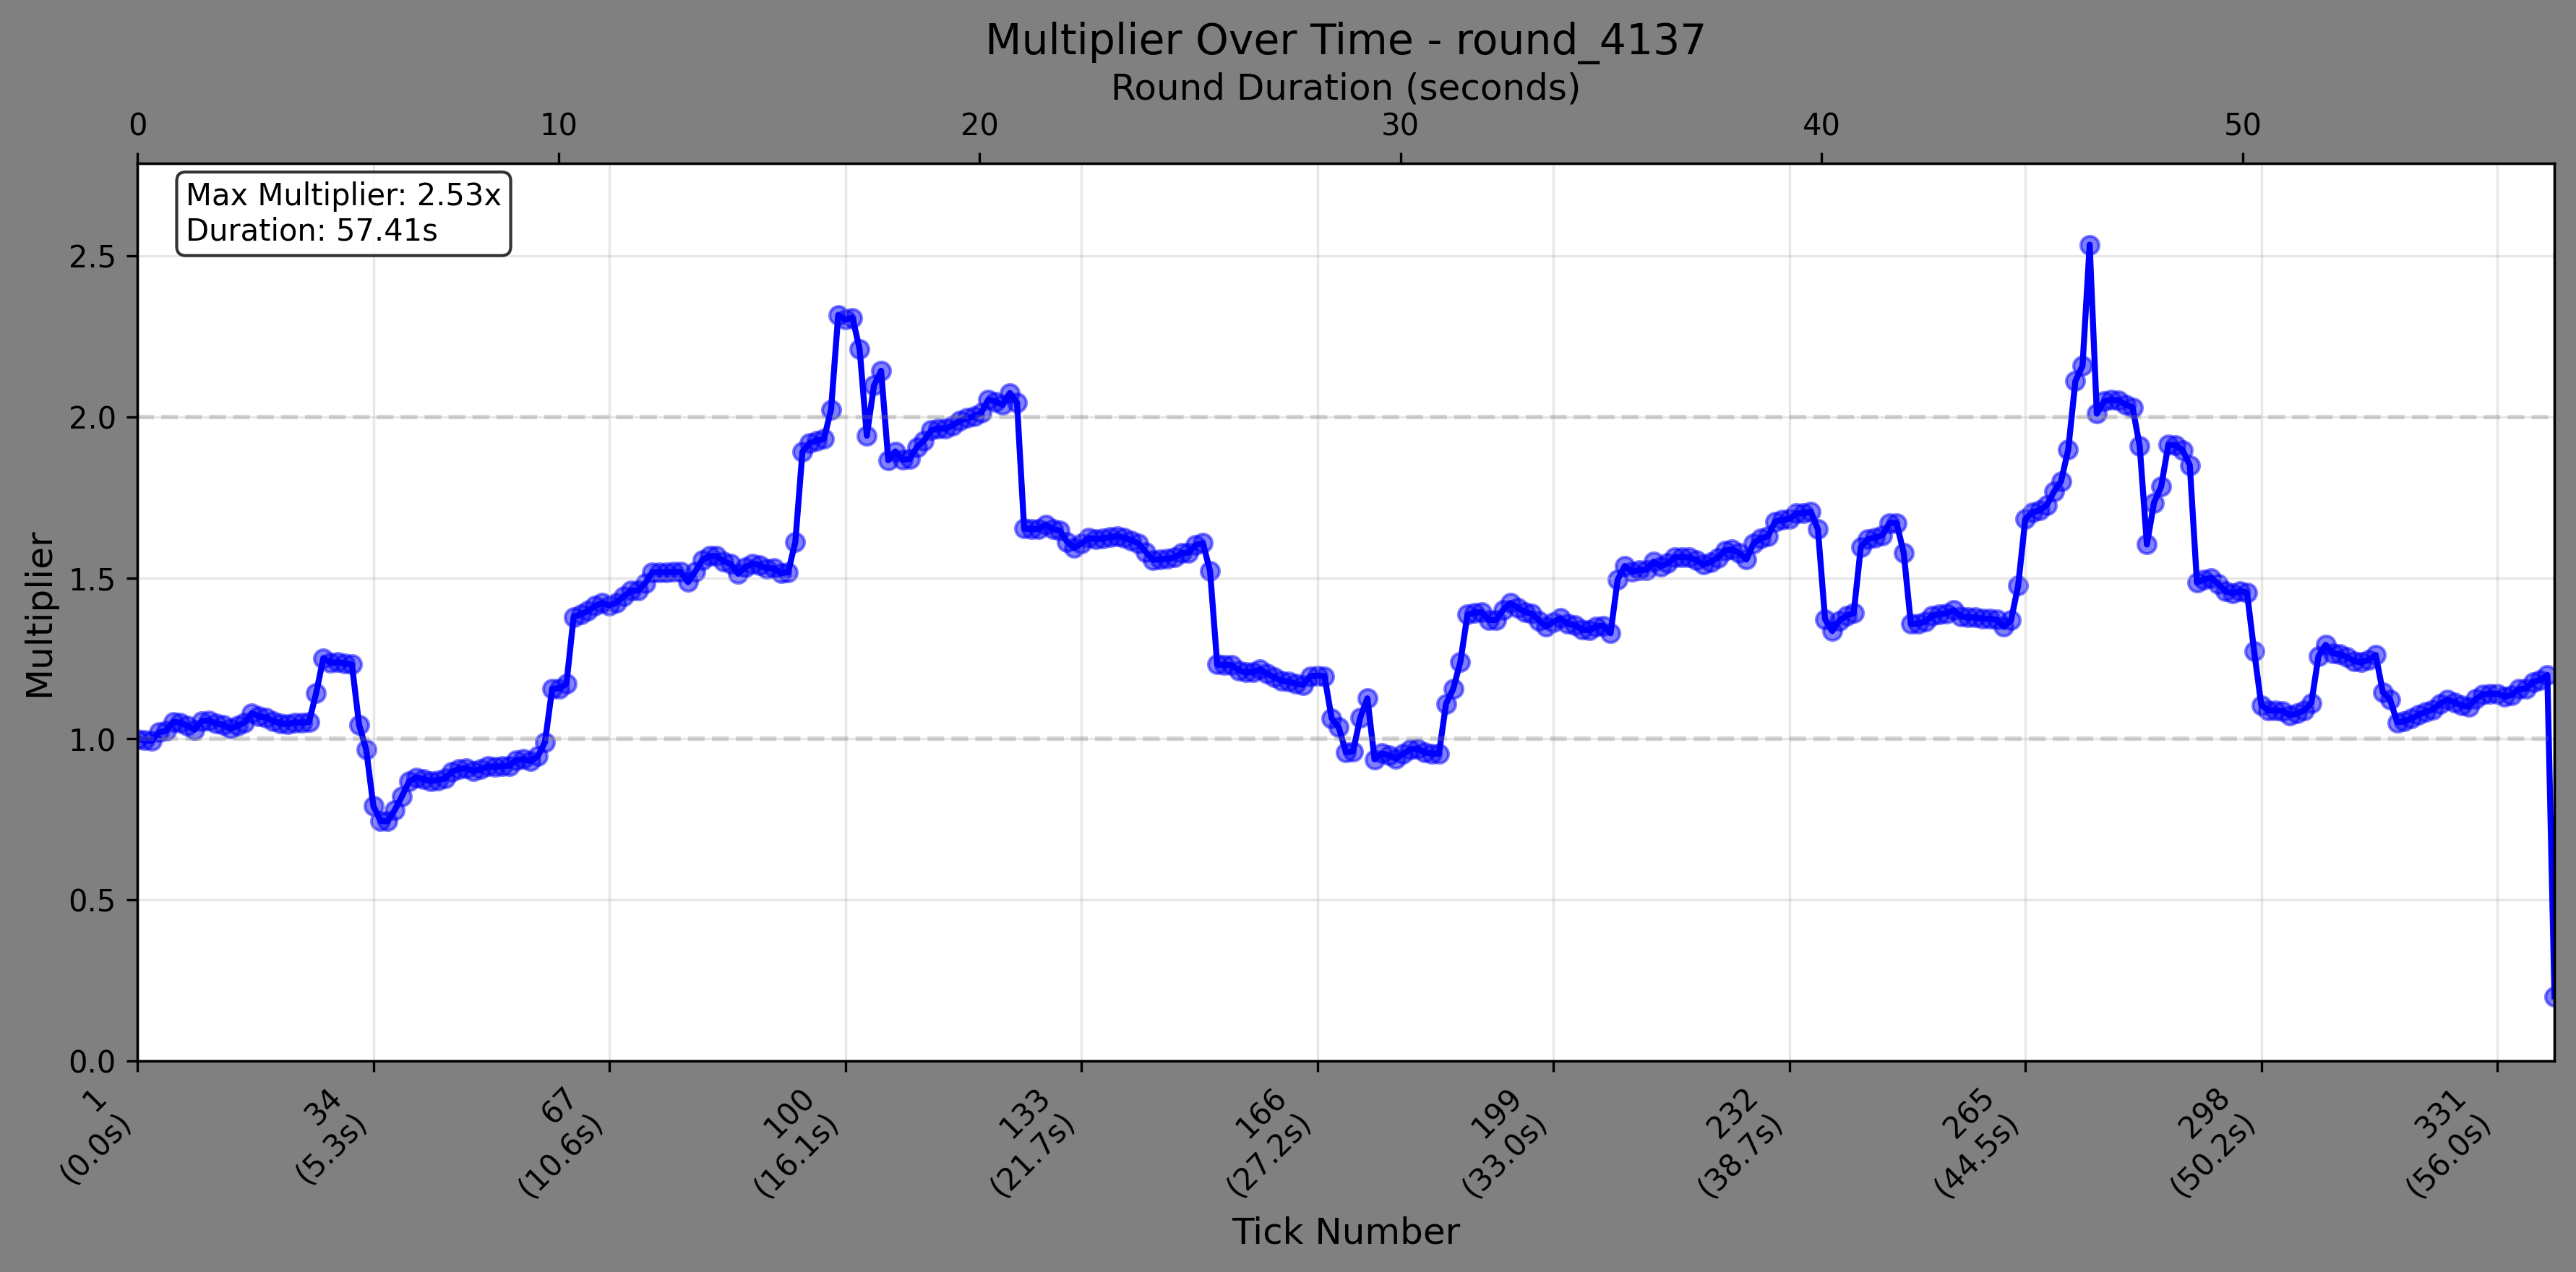 Multiplier Over Time - round_4137
Round Duration (seconds)
0 10 20 30 40 50
Max Multiplier: 2.53x
Duration: 57.41s
Multiplier
2.5
2.0
1.5
1.0
0.5
0.0
1
(0.0s)
34
(5.3s)
67
(10.6s)
100
(16.1s)
133
(21.7s)
166
(27.2s)
199
(33.0s)
232
(38.7s)
265
(44.5s)
298
(50.2s)
331
(56.0s)
Tick Number